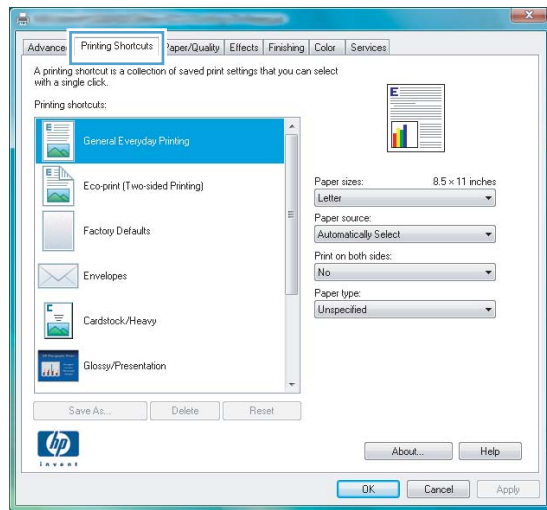 Advance
Printing Shortcuts
Paper/Quality
Effects
Finishing
Color
Services
A printing shortcut is a collection of saved print settings that you can select
with a single click.
Printing shortcuts:
General Everyday Printing
Eco-print (Two-sided Printing)
Factory Defaults
Envelopes
Cardstock/Heavy
Glossy/Presentation
Save As...
Delete
Reset
E
Paper sizes:
8.5 × 11 inches
Letter
Paper source:
Automatically Select
Print on both sides:
No
Paper type:
Unspecified
hp
invent
About...
Help
OK
Cancel
Apply